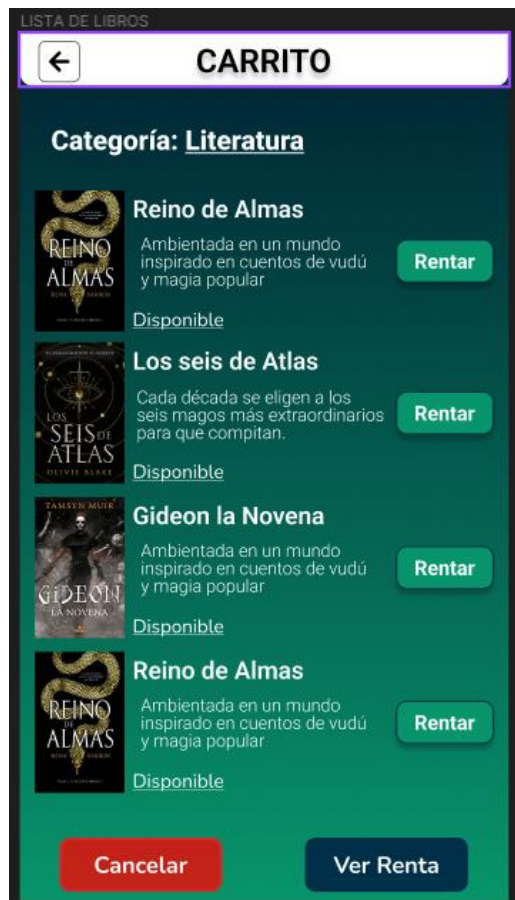 LISTA DE LIBROS
CARRITO
Categoría: Literatura
REINO
DE
ALMAS
Reino de Almas
Ambientada en un mundo
inspirado en cuentos de vudú
y magia popular
Disponible
Rentar
LOS
SEIS DE
ATLAS
OLIVIE BLAKE
Los seis de Atlas
Cada década se eligen a los
seis magos más extraordinarios
para que compitan.
Disponible
Rentar
TAMSYN MUIR
GIDEON
LA NOVENA
Gideon la Novena
Ambientada en un mundo
inspirado en cuentos de vudú
y magia popular
Disponible
Rentar
REINO
DE
ALMAS
Reino de Almas
Ambientada en un mundo
inspirado en cuentos de vudú
y magia popular
Disponible
Rentar
Cancelar
Ver Renta